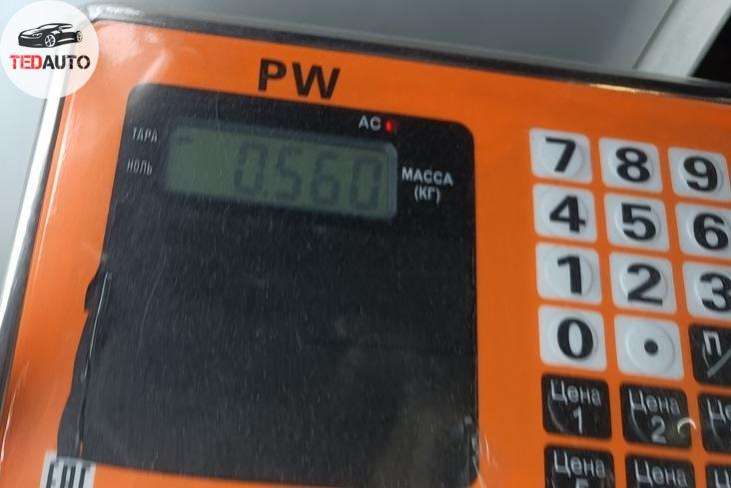 TEDAUTO
PW
AC
ТАРА
НОЛЬ
0.560
МАССА
(КГ)
7 8 9
4 5 6
1 2 3
0 .
Цена
1
Цена
2
Цена
Цена
EAC